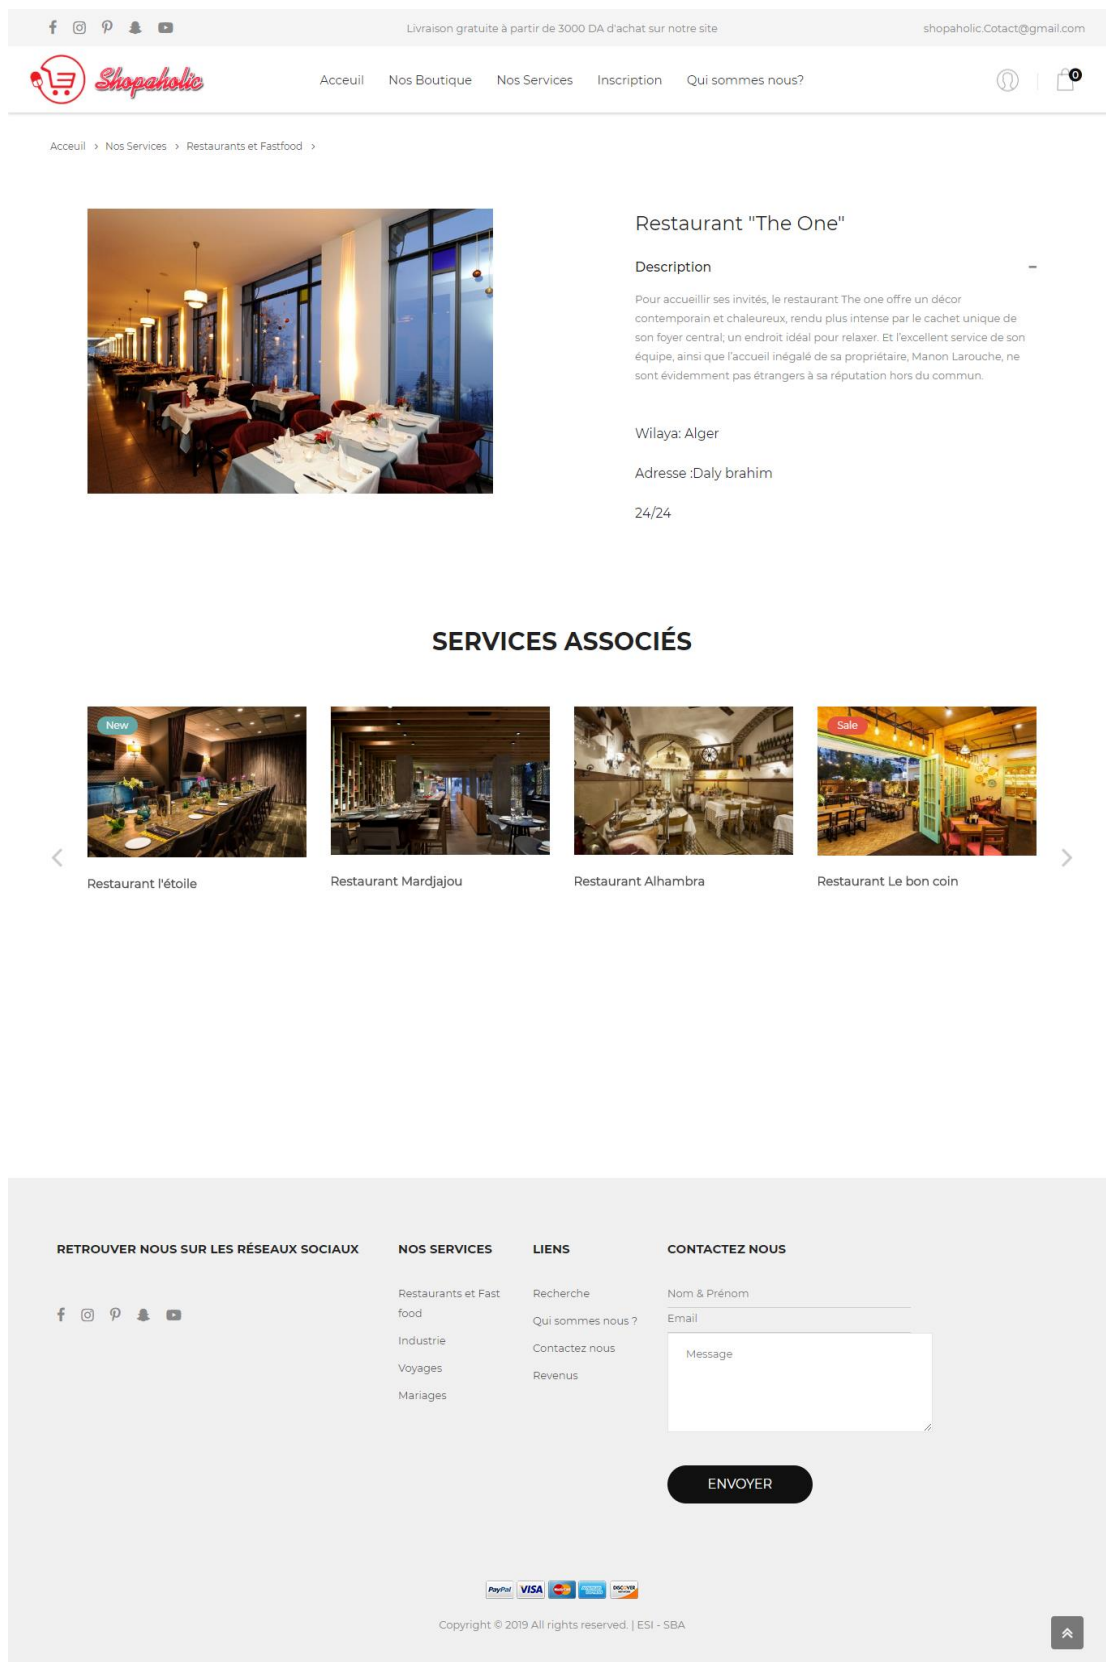 Livraison gratuite à partir de 3000 DA d'achat sur notre site
shopaholic.Cotact@gmail.com
Shopaholic
Acceuil
Nos Boutique
Nos Services
Inscription
Qui sommes nous?
0
Acceuil > Nos Services > Restaurants et Fastfood >
Restaurant "The One"
Description
Pour accueillir ses invités, le restaurant The one offre un décor
contemporain et chaleureux, rendu plus intense par le cachet unique de
son foyer central; un endroit idéal pour relaxer. Et l'excellent service de son
équipe, ainsi que l'accueil inégalé de sa propriétaire, Manon Larouche, ne
sont évidemment pas étrangers à sa réputation hors du commun.
Wilaya: Alger
Adresse :Daly brahim
24/24
SERVICES ASSOCIÉS
New
Sale
Restaurant l'étoile
Restaurant Mardjajou
Restaurant Alhambra
Restaurant Le bon coin
RETROUVER NOUS SUR LES RÉSEAUX SOCIAUX
NOS SERVICES
Restaurants et Fast
food
Industrie
Voyages
Mariages
LIENS
Recherche
Qui sommes nous ?
Contactez nous
Revenus
CONTACTEZ NOUS
Nom & Prénom
Email
Message
ENVOYER
PayPal
VISA
DISCOVER
Copyright © 2019 All rights reserved. | ESI - SBA